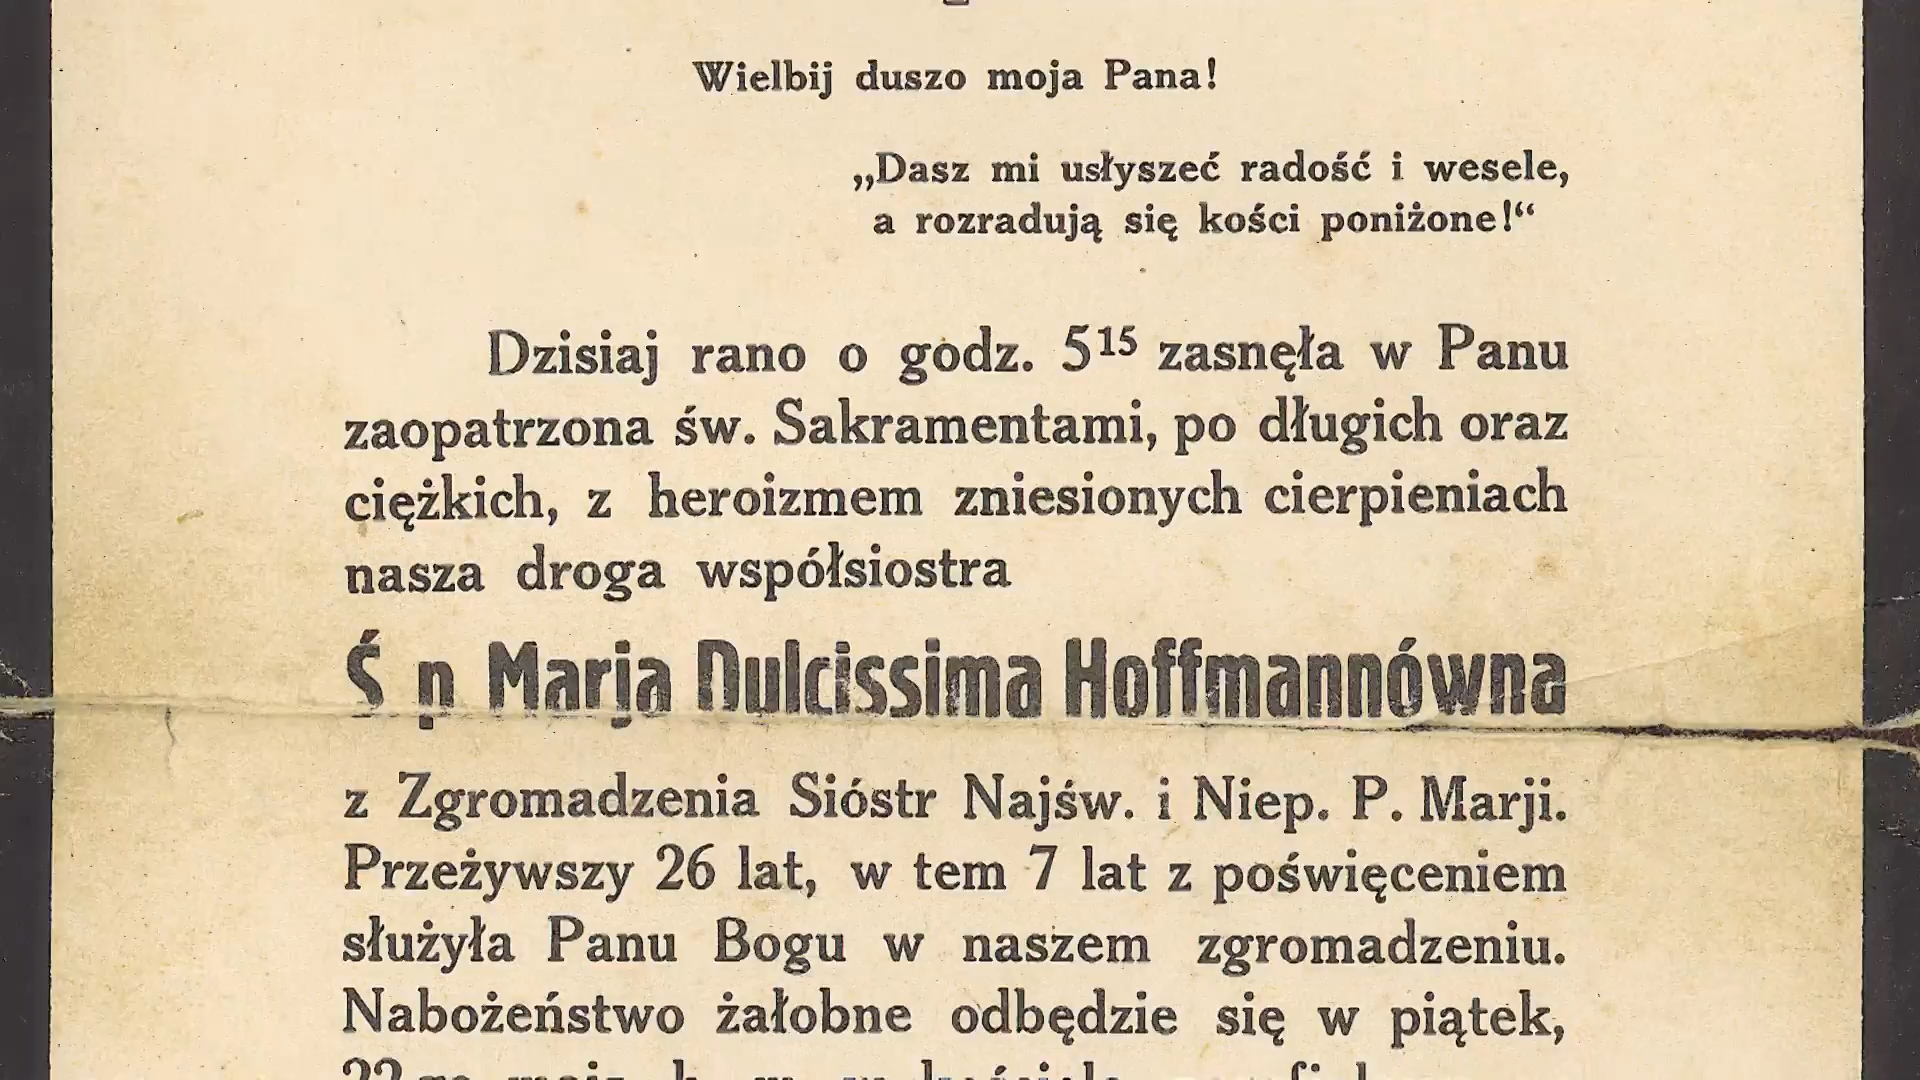 Wielbij duszo moja Pana!
„Dasz mi usłyszeć radość i wesele,
a rozradują się kości poniżone!“
Dzisiaj rano o godz. 5¹⁵ zasnęła w Panu
zaopatrzona św. Sakramentami, po długich oraz
ciężkich, z heroizmem zniesionych cierpieniach
nasza droga współsiostra
Ś p Marja Dulcissima Hoffmannówna
z Zgromadzenia Sióstr Najśw. i Niep. P. Marji.
Przeżywszy 26 lat, w tem 7 lat z poświęceniem
służyła Panu Bogu w naszem zgromadzeniu.
Nabożeństwo żałobne odbędzie się w piątek,